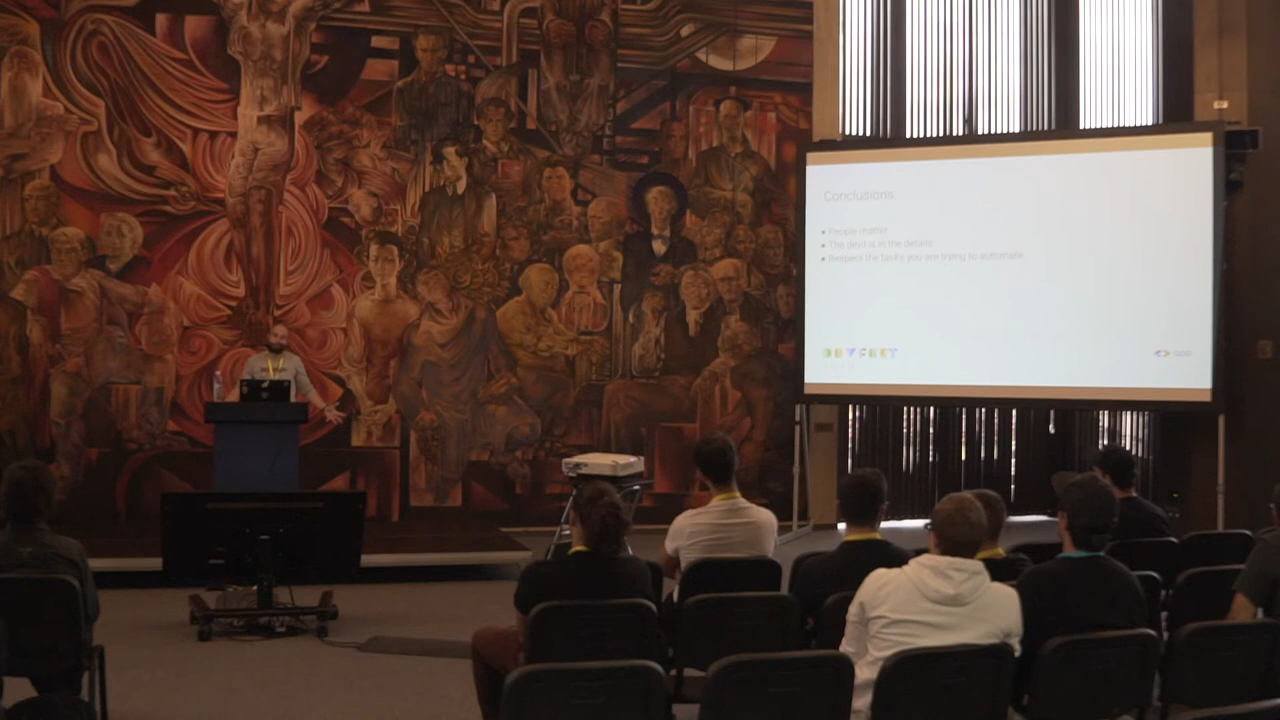 Conclusions
People matter
The devil is in the details
Respect the tasks you are trying to automate
DEVFEST